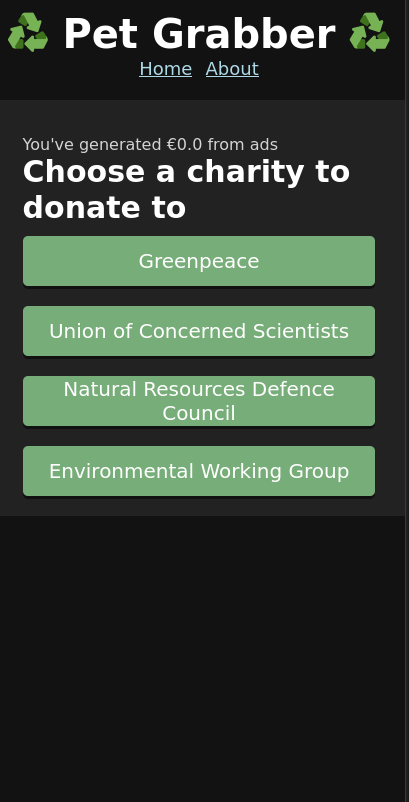 Pet Grabber
Home About
You've generated €0.0 from ads
Choose a charity to
donate to
Greenpeace
Union of Concerned Scientists
Natural Resources Defence
Council
Environmental Working Group